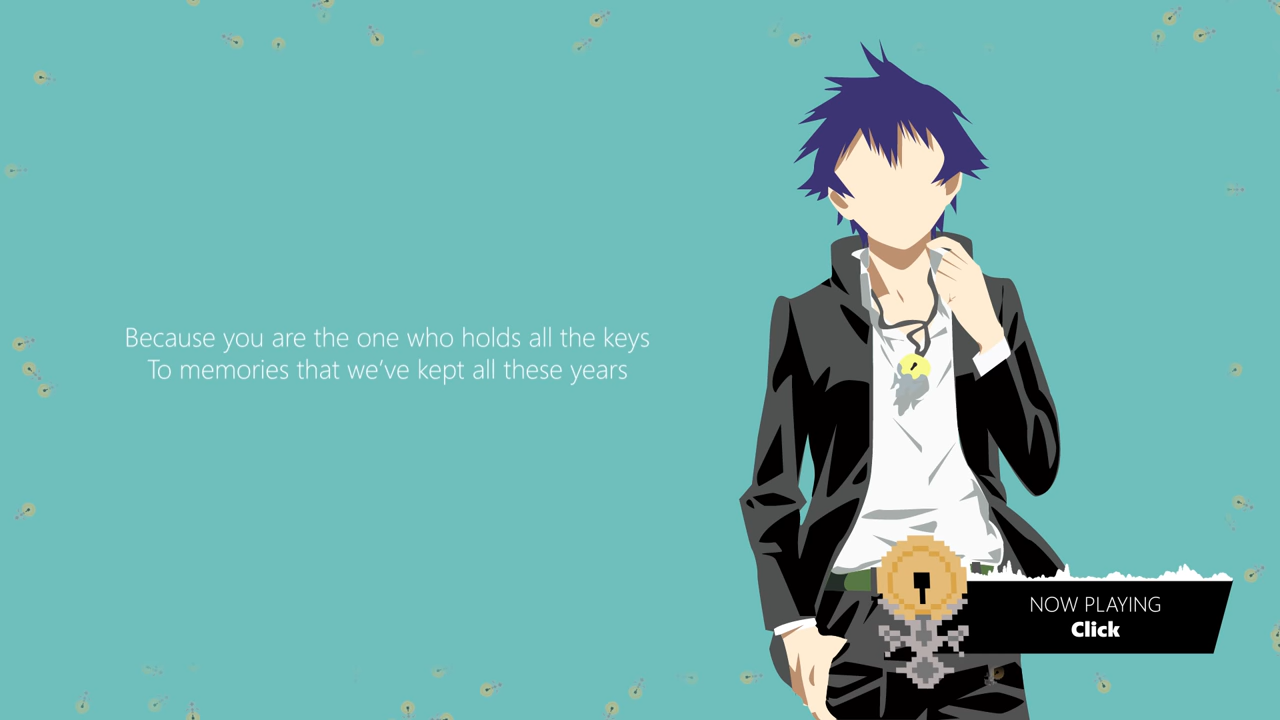 Because you are the one who holds all the keys
To memories that we’ve kept all these years
NOW PLAYING
Click